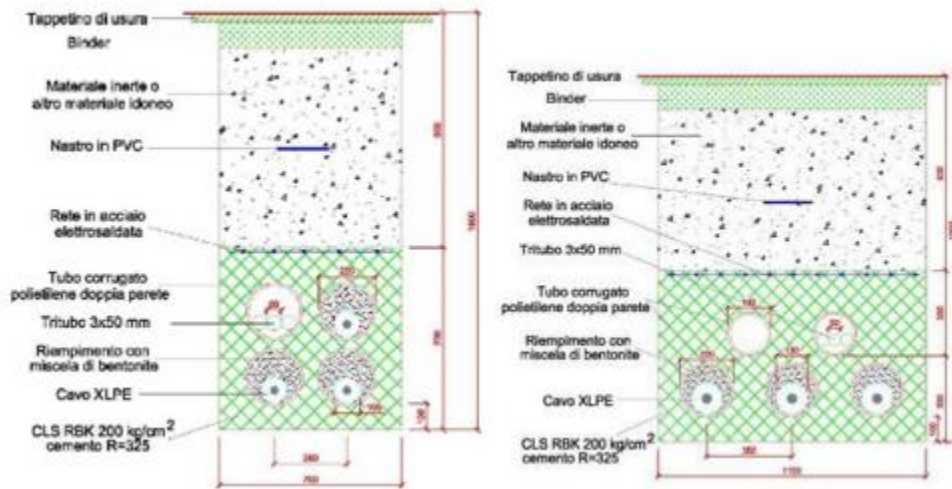 Tappetino di usura
Binder
Materiale inerte o
altro materiale idoneo
Nastro in PVC
Rete in acciaio
elettrosaldata
Tubo corrugato
polietilene doppia parete
Tritubo 3x50 mm
Riempimento con
miscela di bentonite
Cavo XLPE
CLS RBK 200 kg/cm²
cemento R=325
220
100
700
Tappetino di usura
Binder
Materiale inerte o
altro materiale idoneo
Nastro in PVC
Rete in acciaio
elettrosaldata
Tritubo 3x50 mm
Tubo corrugato
polietilene doppia parete
Riempimento con
miscela di bentonite
Cavo XLPE
CLS RBK 200 kg/cm²
cemento R=325
100